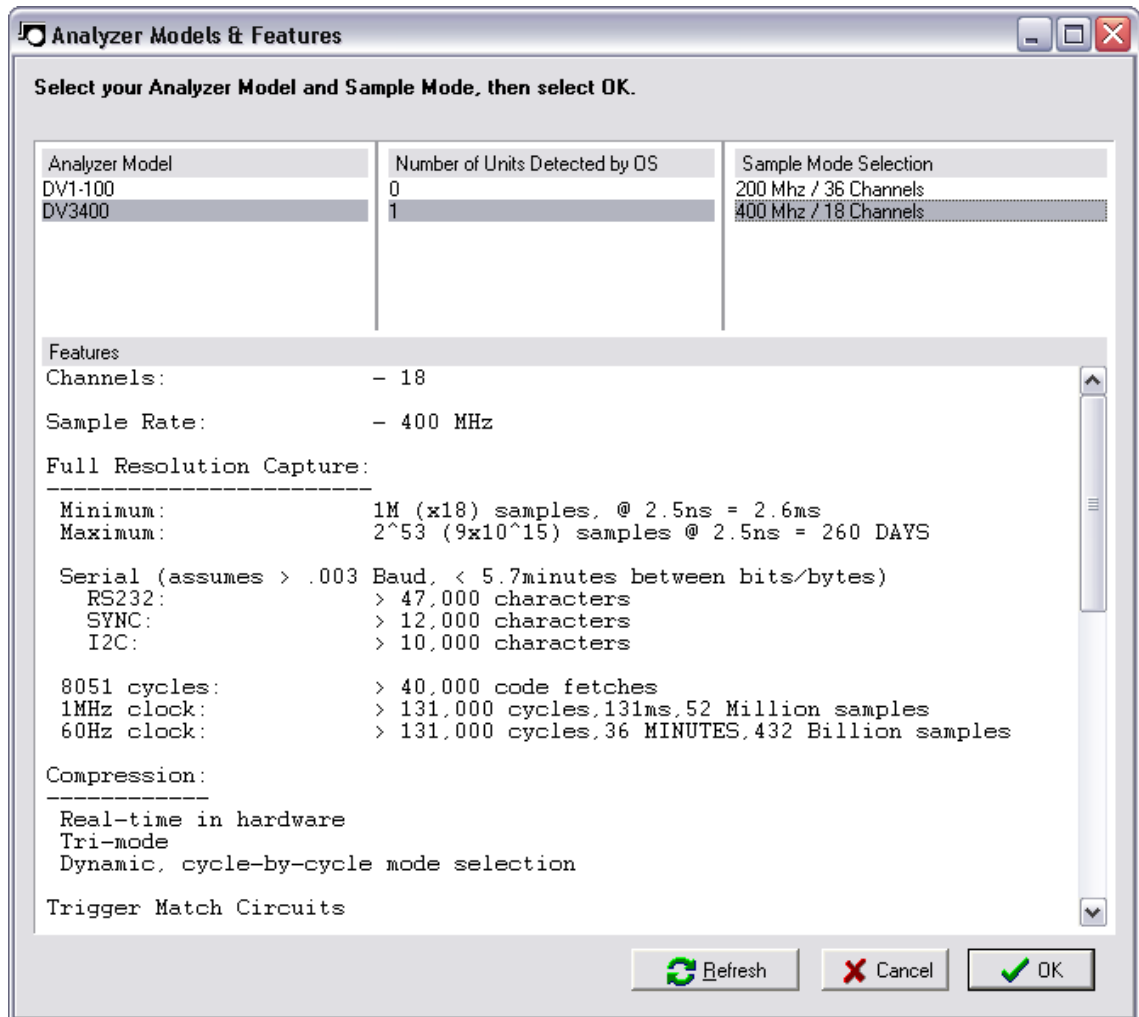 Analyzer Models & Features
Select your Analyzer Model and Sample Mode, then select OK.
Analyzer Model Number of Units Detected by OS Sample Mode Selection
DV1-100 0 200 Mhz / 36 Channels
DV3400 1 400 Mhz / 18 Channels
Features
Channels: - 18
Sample Rate: - 400 MHz
Full Resolution Capture:
------------------------
Minimum: 1M (x18) samples, @ 2.5ns = 2.6ms
Maximum: 2^53 (9x10^15) samples @ 2.5ns = 260 DAYS
Serial (assumes > .003 Baud, < 5.7minutes between bits/bytes)
RS232: > 47,000 characters
SYNC: > 12,000 characters
I2C: > 10,000 characters
8051 cycles: > 40,000 code fetches
1MHz clock: > 131,000 cycles,131ms,52 Million samples
60Hz clock: > 131,000 cycles,36 MINUTES,432 Billion samples
Compression:
------------
Real-time in hardware
Tri-mode
Dynamic, cycle-by-cycle mode selection
Trigger Match Circuits
Refresh Cancel OK